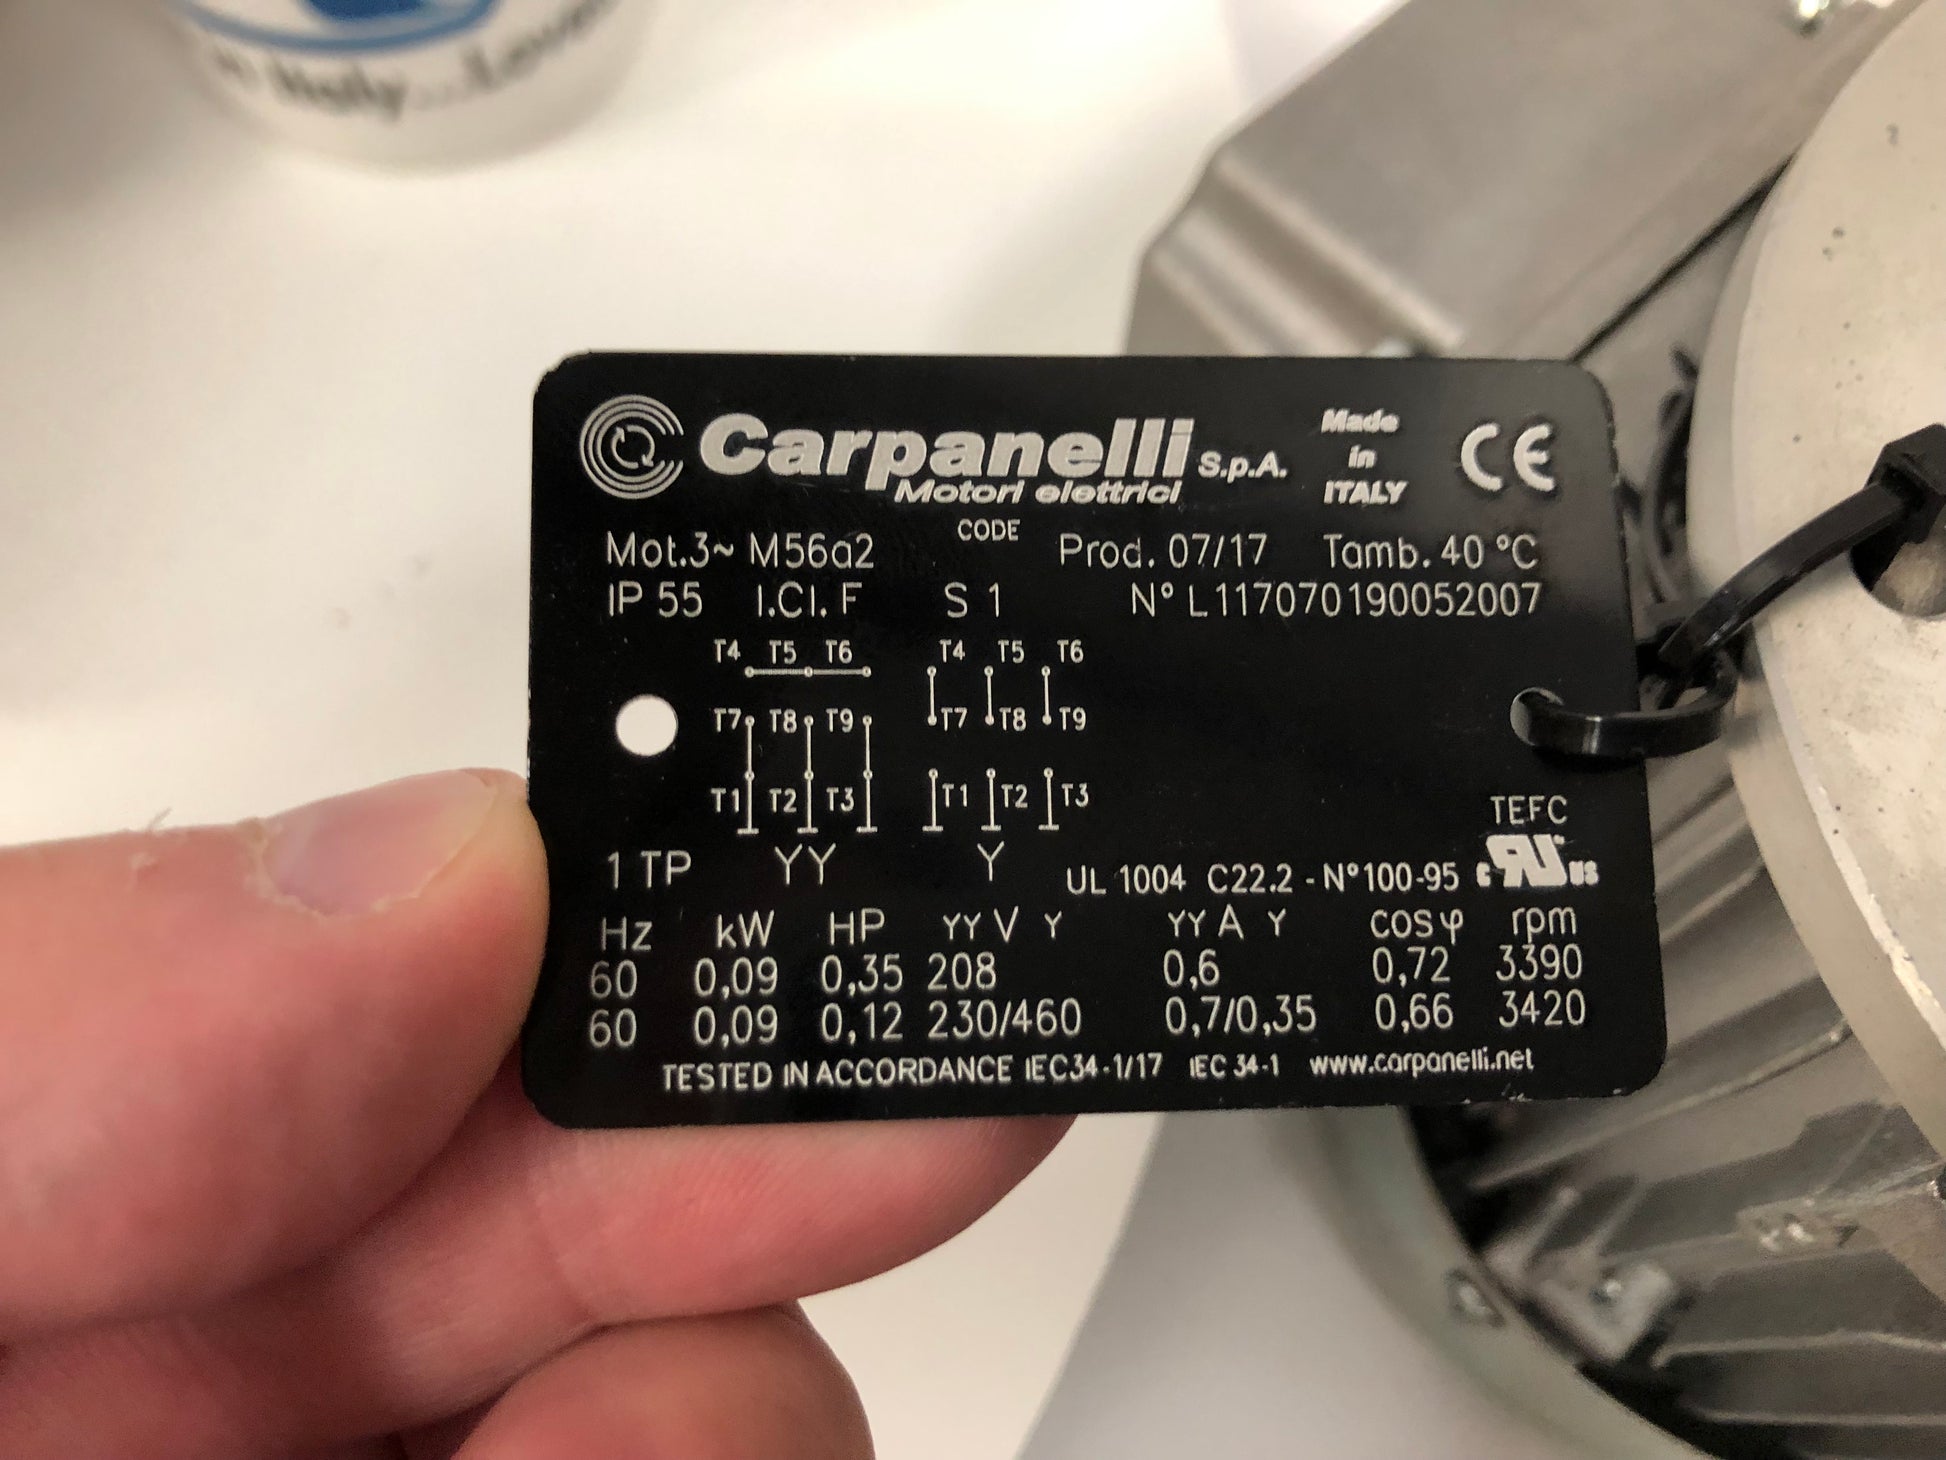 Holly...
Carpanelli S.p.A.
Motori elettrici
Made
in
ITALY
CE
CODE
Mot.3~ M56a2 Prod. 07/17 Tamb. 40 °C
IP 55 I.Cl. F S 1 N° L117070190052007
T4 T5 T6 T4 T5 T6
T7 T8 T9 T7 T8 T9
T1 T2 T3 T1 T2 T3
TEFC
1 TP YY Y UL 1004 C22.2 - N°100-95 c RU us
Hz kW HP YY V Y YY A Y cosφ rpm
60 0,09 0,35 208 0,6 0,72 3390
60 0,09 0,12 230/460 0,7/0,35 0,66 3420
TESTED IN ACCORDANCE IEC34-1/17 IEC 34-1 www.carpanelli.net